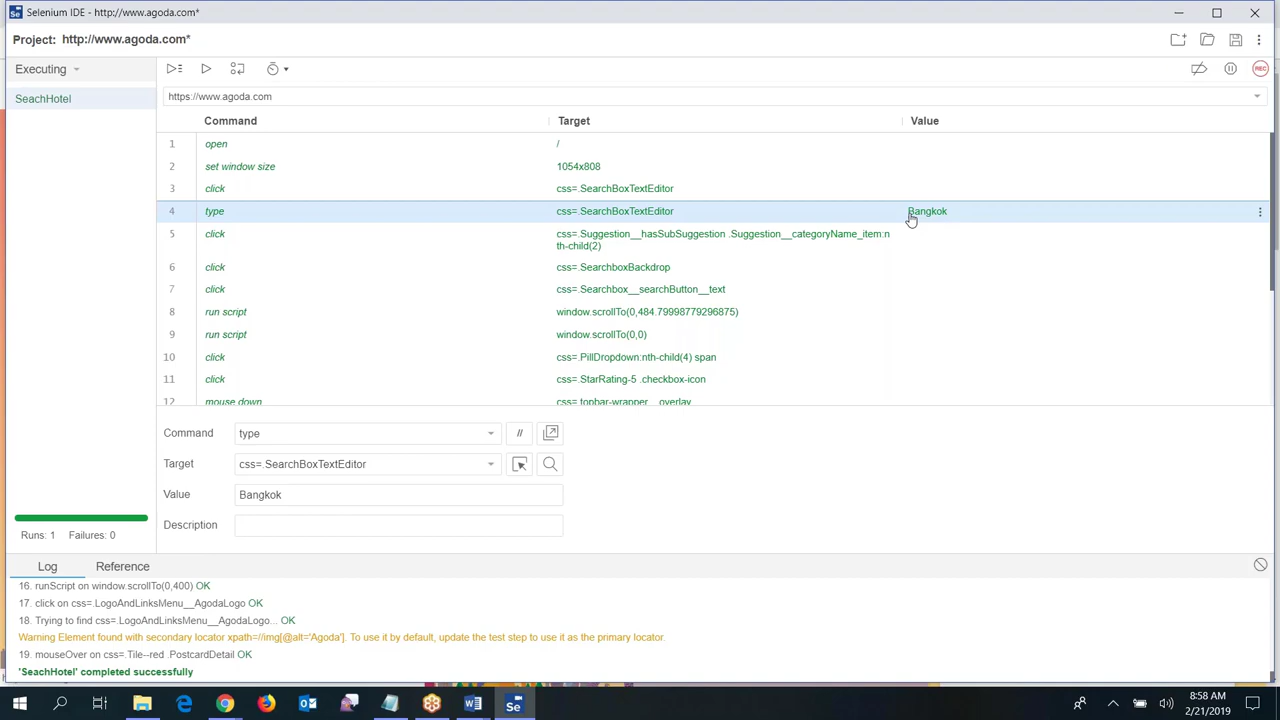 Selenium IDE - http://www.agoda.com*
Project: http://www.agoda.com*
Executing
REC
SeachHotel
https://www.agoda.com
Command Target Value
1 open /
2 set window size 1054x808
3 click css=.SearchBoxTextEditor
4 type css=.SearchBoxTextEditor Bangkok
5 click css=.Suggestion__hasSubSuggestion .Suggestion__categoryName_item:n
th-child(2)
6 click css=.SearchboxBackdrop
7 click css=.Searchbox__searchButton__text
8 run script window.scrollTo(0,484.79998779296875)
9 run script window.scrollTo(0,0)
10 click css=.PillDropdown:nth-child(4) span
11 click css=.StarRating-5 .checkbox-icon
12 mouse down css=.topbar-wrapper__overlay
Command type //
Target css=.SearchBoxTextEditor
Value Bangkok
Description
Runs: 1 Failures: 0
Log Reference
16. runScript on window.scrollTo(0,400) OK
17. click on css=.LogoAndLinksMenu__AgodaLogo OK
18. Trying to find css=.LogoAndLinksMenu__AgodaLogo... OK
Warning Element found with secondary locator xpath=//img[@alt='Agoda']. To use it by default, update the test step to use it as the primary locator.
19. mouseOver on css=.Tile--red .PostcardDetail OK
'SeachHotel' completed successfully
8:58 AM
2/21/2019